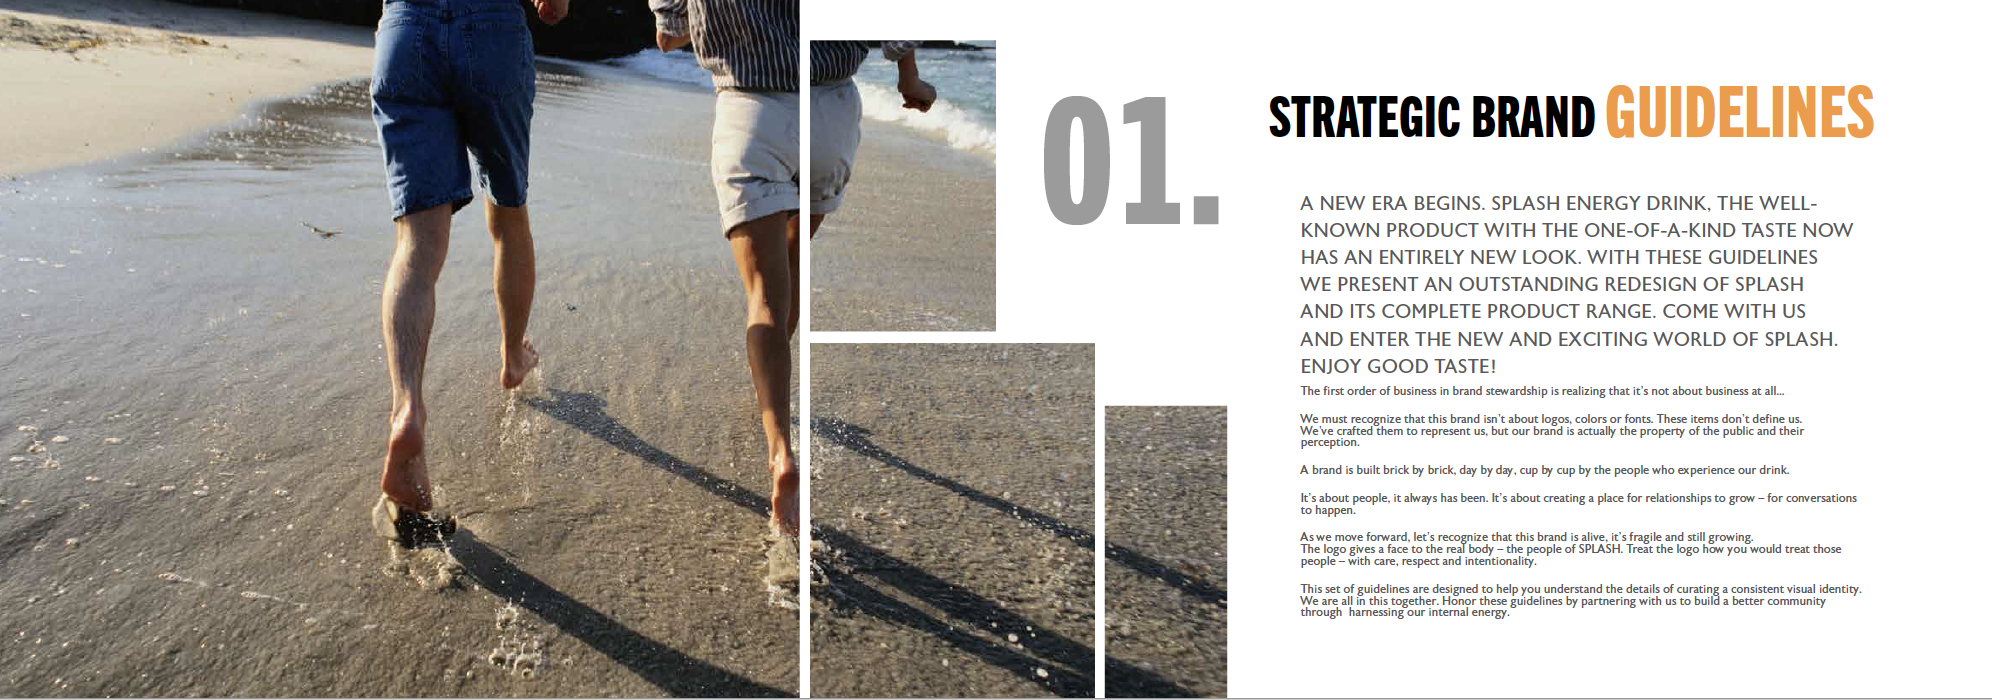 01.
STRATEGIC BRAND GUIDELINES
A NEW ERA BEGINS. SPLASH ENERGY DRINK, THE WELL-
KNOWN PRODUCT WITH THE ONE-OF-A-KIND TASTE NOW
HAS AN ENTIRELY NEW LOOK. WITH THESE GUIDELINES
WE PRESENT AN OUTSTANDING REDESIGN OF SPLASH
AND ITS COMPLETE PRODUCT RANGE. COME WITH US
AND ENTER THE NEW AND EXCITING WORLD OF SPLASH.
ENJOY GOOD TASTE!
The first order of business in brand stewardship is realizing that it's not about business at all...
We must recognize that this brand isn't about logos, colors or fonts. These items don't define us.
We've crafted them to represent us, but our brand is actually the property of the public and their
perception.
A brand is built brick by brick, day by day, cup by cup by the people who experience our drink.
It's about people, it always has been. It's about creating a place for relationships to grow – for conversations
to happen.
As we move forward, let's recognize that this brand is alive, it's fragile and still growing.
The logo gives a face to the real body – the people of SPLASH. Treat the logo how you would treat those
people – with care, respect and intentionality.
This set of guidelines are designed to help you understand the details of curating a consistent visual identity.
We are all in this together. Honor these guidelines by partnering with us to build a better community
through  harnessing our internal energy.